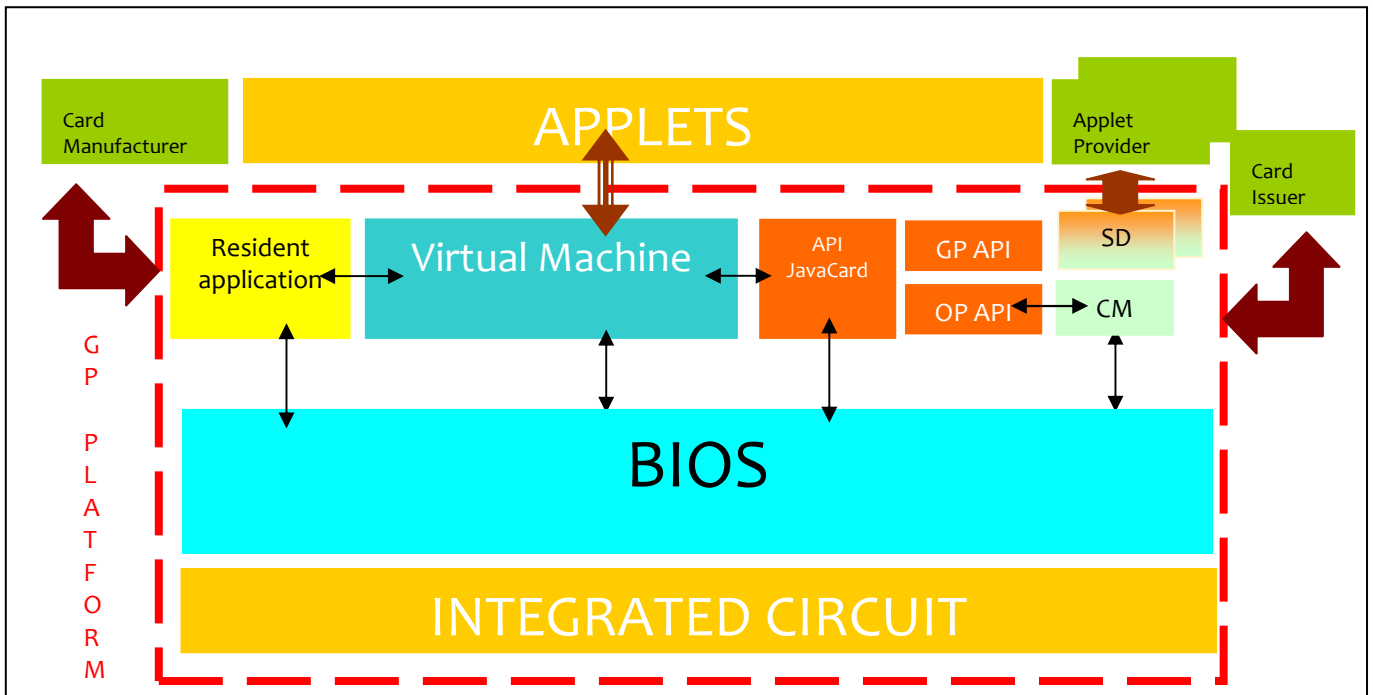 APPLETS
Card
Manufacturer
Applet
Provider
Card
Issuer
Resident
application
Virtual Machine
API
JavaCard
GP API
OP API
SD
CM
G
P
P
L
A
T
F
O
R
M
BIOS
INTEGRATED CIRCUIT